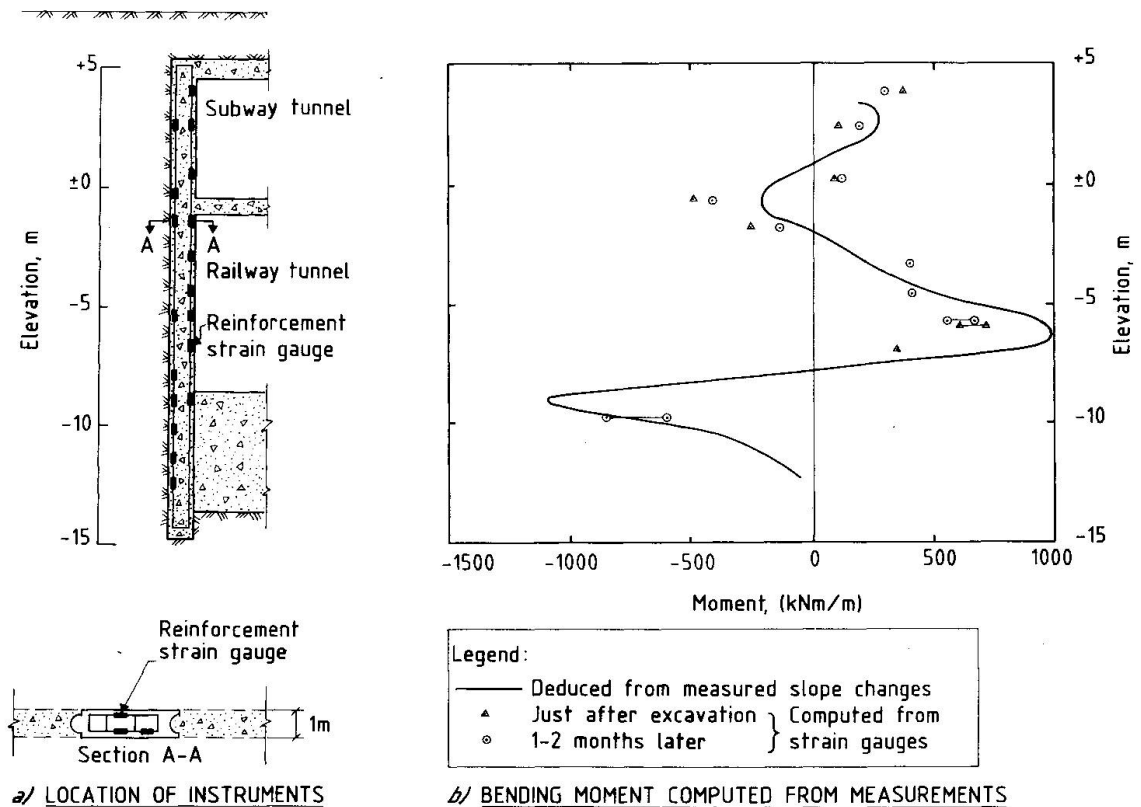 +5
±0
-5
-10
-15
Elevation, m
Subway tunnel
A
A
Railway tunnel
Reinforcement
strain gauge
Reinforcement
strain gauge
1m
Section A-A
a) LOCATION OF INSTRUMENTS
+5
±0
-5
-10
-15
Elevation, m
-1500
-1000
-500
0
500
1000
Moment, (kNm/m)
Legend:
Deduced from measured slope changes
Just after excavation
1-2 months later
Computed from
strain gauges
b) BENDING MOMENT COMPUTED FROM MEASUREMENTS